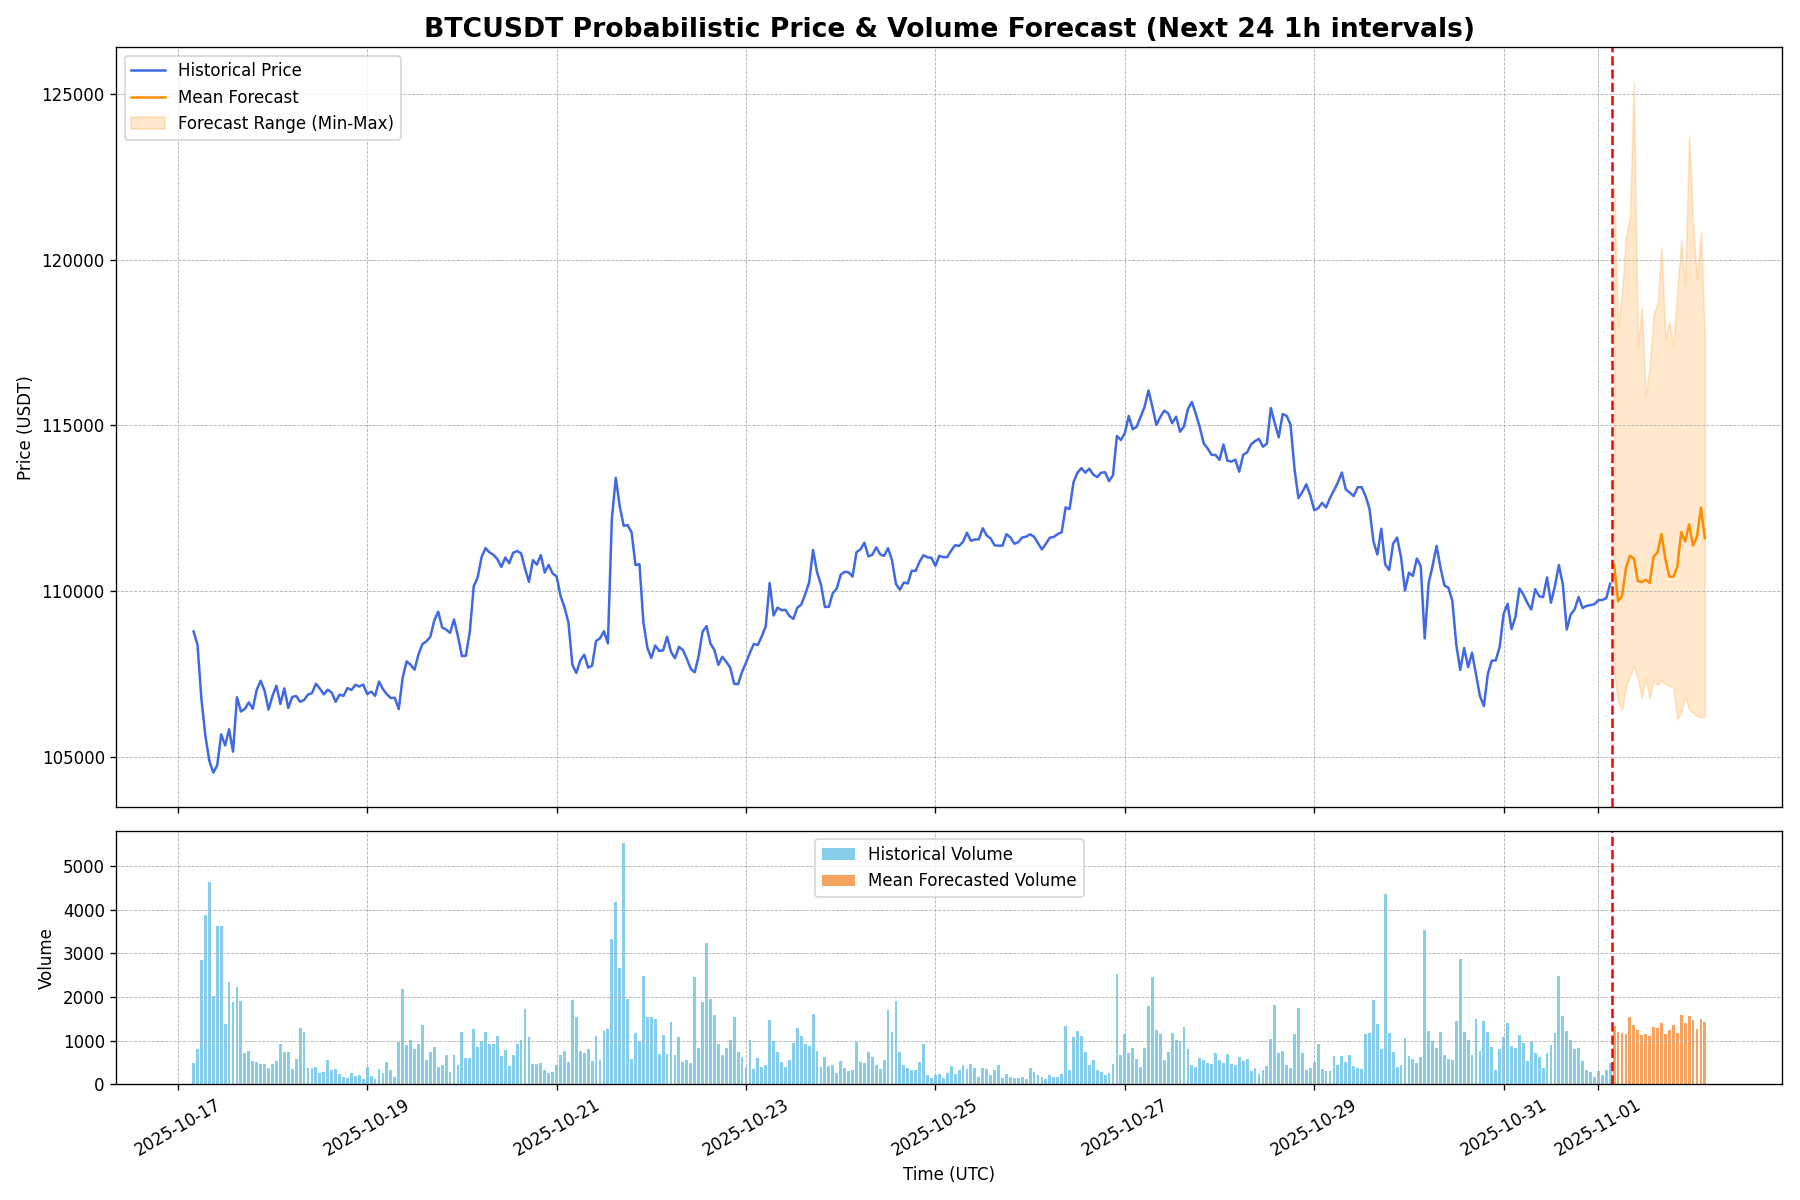 BTCUSDT Probabilistic Price & Volume Forecast (Next 24 1h intervals)
Historical Price
Mean Forecast
Forecast Range (Min-Max)
125000
120000
115000
110000
105000
Price (USDT)
Historical Volume
Mean Forecasted Volume
5000
4000
3000
2000
1000
0
Volume
2025-10-17
2025-10-19
2025-10-21
2025-10-23
2025-10-25
2025-10-27
2025-10-29
2025-10-31
2025-11-01
Time (UTC)